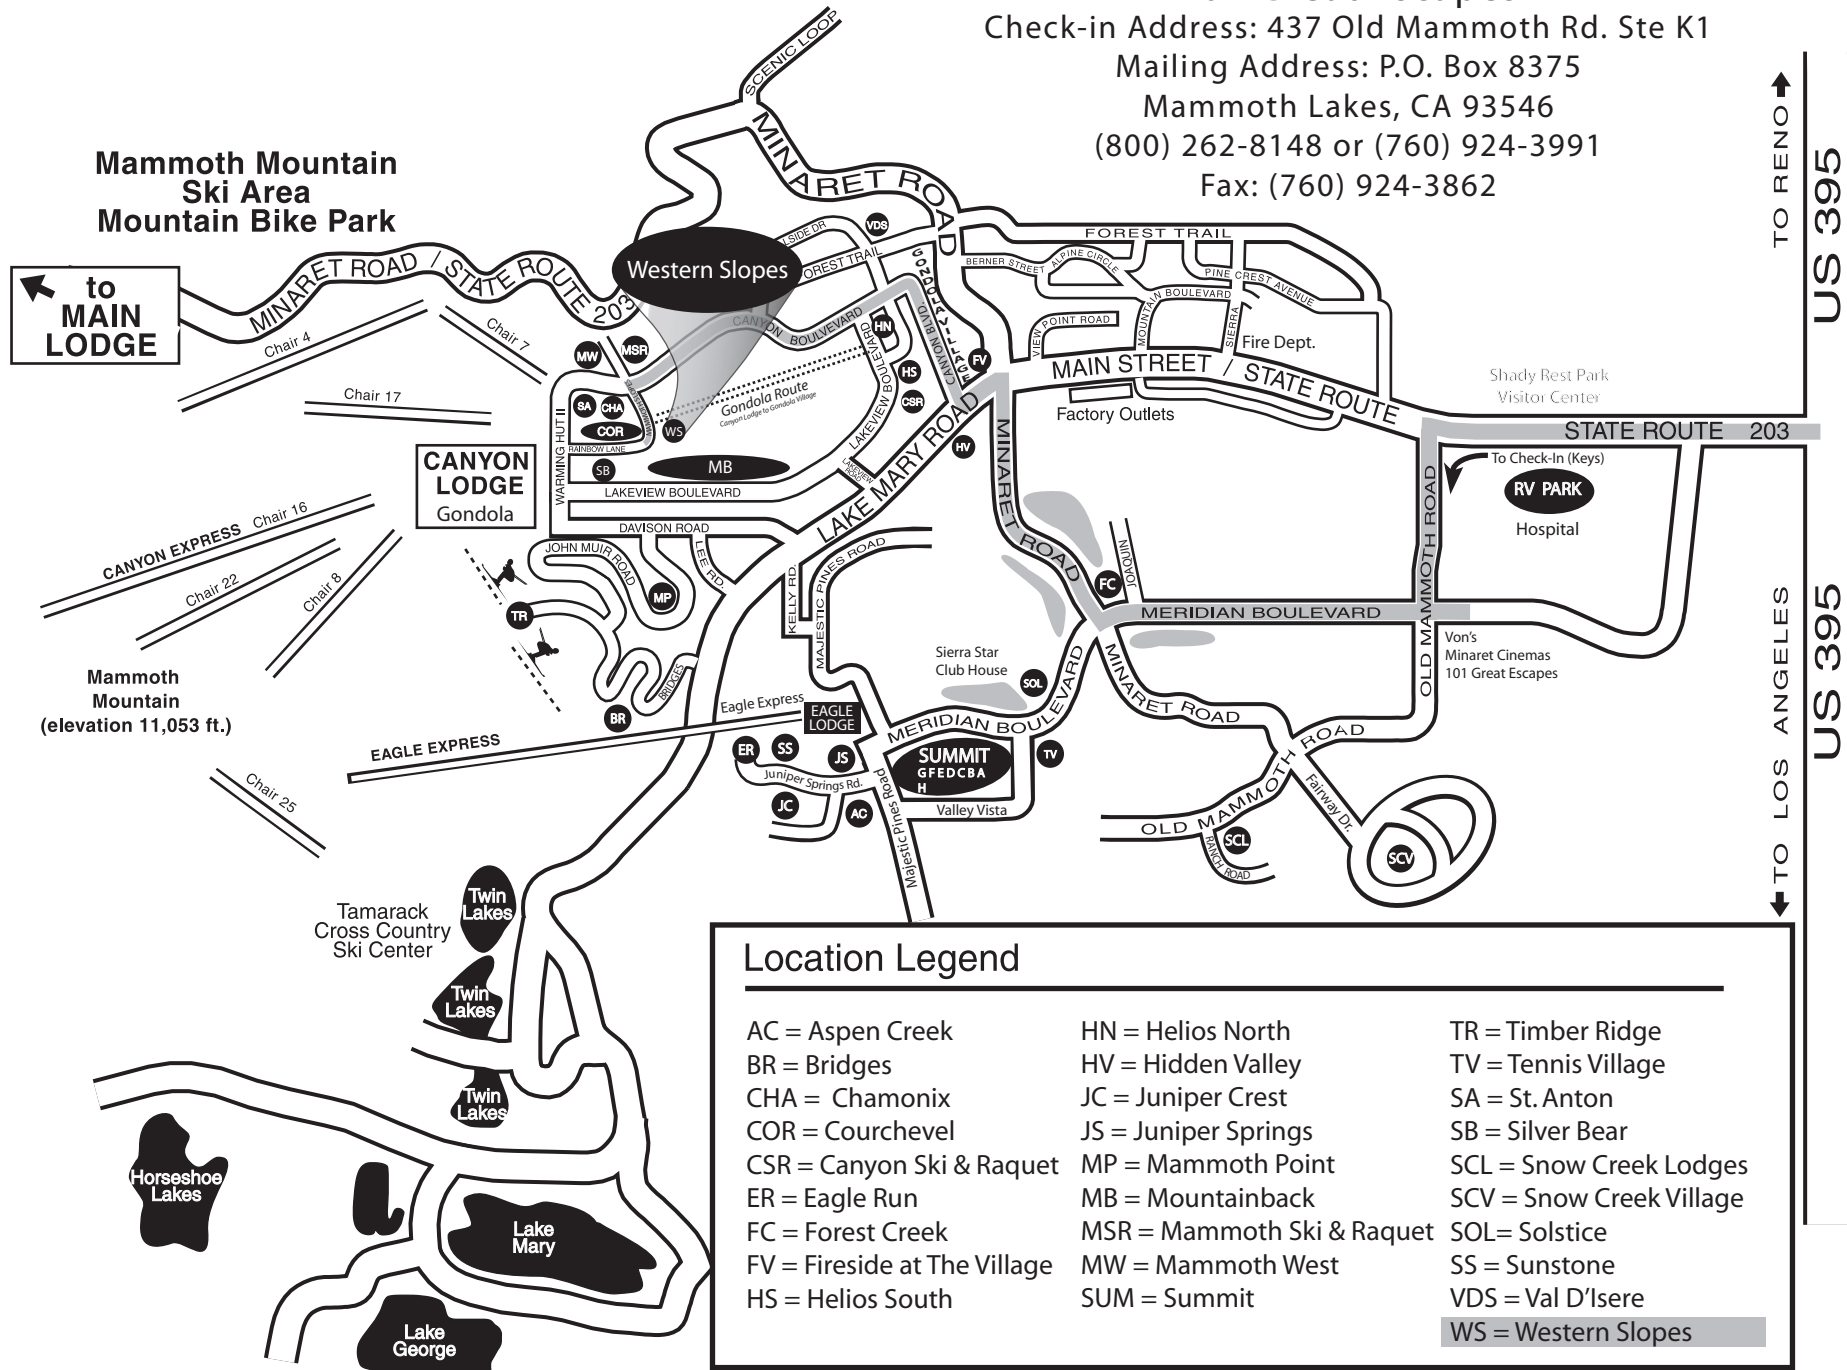 Check-in Address: 437 Old Mammoth Rd. Ste K1
Mailing Address: P.O. Box 8375
Mammoth Lakes, CA 93546
(800) 262-8148 or (760) 924-3991
Fax: (760) 924-3862
SCENIC LOOP
MINARET ROAD
TO RENO
US 395
Mammoth Mountain
Ski Area
Mountain Bike Park
to
MAIN
LODGE
MINARET ROAD / STATE ROUTE 203
Western Slopes
LSIDE DR
VDS
FOREST TRAIL
FOREST TRAIL
GONDOLA VILLAGE
CANYON BLVD.
BERNER STREET
ALPINE CIRCLE
PINE CREST AVENUE
MOUNTAIN BOULEVARD
SIERRA
VIEW POINT ROAD
Fire Dept.
MAIN STREET / STATE ROUTE
Factory Outlets
Shady Rest Park
Visitor Center
STATE ROUTE 203
Chair 4
Chair 7
Chair 17
MW
MSR
CANYON BOULEVARD
HN
HS
CSR
FV
HV
SA
CHA
COR
WS
Gondola Route
Canyon Lodge to Gondola Village
LAKEVIEW BOULEVARD
LAKEVIEW ROAD
LAKE MARY ROAD
WARMING HUT II
RAINBOW LANE
SB
MB
LAKEVIEW BOULEVARD
CANYON
LODGE
Gondola
DAVISON ROAD
JOHN MUIR ROAD
LEE RD.
MP
TR
BRIDGES
BR
CANYON EXPRESS Chair 16
Chair 22
Chair 8
Mammoth
Mountain
(elevation 11,053 ft.)
EAGLE EXPRESS
Eagle Express
Chair 25
KELLY RD.
MAJESTIC PINES ROAD
MINARET ROAD
FC
JOAQUIN
MERIDIAN BOULEVARD
OLD MAMMOTH ROAD
To Check-In (Keys)
RV PARK
Hospital
Von's
Minaret Cinemas
101 Great Escapes
Sierra Star
Club House
SOL
EAGLE
LODGE
MERIDIAN BOULEVARD
SUMMIT
GFEDCBA
H
TV
Valley Vista
ER
SS
JS
Juniper Springs Rd.
JC
AC
Majestic Pines Road
MINARET ROAD
OLD MAMMOTH ROAD
RANCH ROAD
SCL
Fairway Dr.
SCV
TO LOS ANGELES
US 395
Tamarack
Cross Country
Ski Center
Twin
Lakes
Twin
Lakes
Twin
Lakes
Horseshoe
Lakes
Lake
Mary
Lake
George
Location Legend
AC = Aspen Creek
BR = Bridges
CHA = Chamonix
COR = Courchevel
CSR = Canyon Ski & Raquet
ER = Eagle Run
FC = Forest Creek
FV = Fireside at The Village
HS = Helios South
HN = Helios North
HV = Hidden Valley
JC = Juniper Crest
JS = Juniper Springs
MP = Mammoth Point
MB = Mountainback
MSR = Mammoth Ski & Raquet
MW = Mammoth West
SUM = Summit
TR = Timber Ridge
TV = Tennis Village
SA = St. Anton
SB = Silver Bear
SCL = Snow Creek Lodges
SCV = Snow Creek Village
SOL= Solstice
SS = Sunstone
VDS = Val D'Isere
WS = Western Slopes